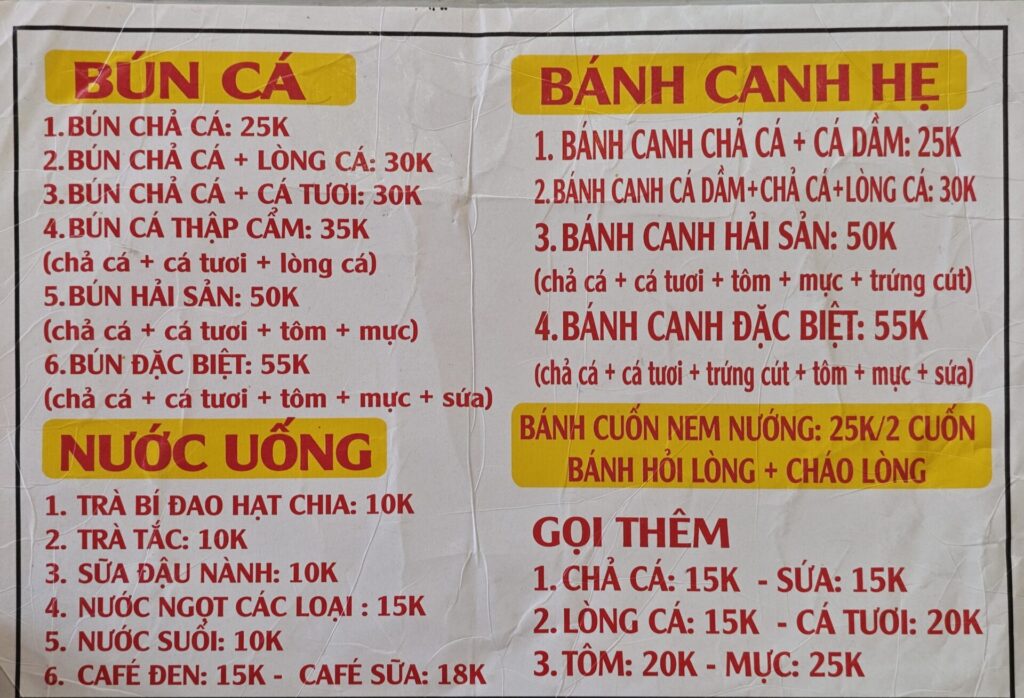 BÚN CÁ
1.BÚN CHẢ CÁ: 25K
2.BÚN CHẢ CÁ + LÒNG CÁ: 30K
3.BÚN CHẢ CÁ + CÁ TƯƠI: 30K
4.BÚN CÁ THẬP CẨM: 35K
(chả cá + cá tươi + lòng cá)
5.BÚN HẢI SẢN: 50K
(chả cá + cá tươi + tôm + mực)
6.BÚN ĐẶC BIỆT: 55K
(chả cá + cá tươi + tôm + mực + sứa)
NƯỚC UỐNG
1. TRÀ BÍ ĐAO HẠT CHIA: 10K
2. TRÀ TẮC: 10K
3. SỮA ĐẬU NÀNH: 10K
4. NƯỚC NGỌT CÁC LOẠI : 15K
5. NƯỚC SUỐI: 10K
6. CAFÉ ĐEN: 15K - CAFÉ SỮA: 18K
BÁNH CANH HẸ
1. BÁNH CANH CHẢ CÁ + CÁ DẦM: 25K
2. BÁNH CANH CÁ DẦM+CHẢ CÁ+LÒNG CÁ: 30K
3. BÁNH CANH HẢI SẢN: 50K
(chả cá + cá tươi + tôm + mực + trứng cút)
4. BÁNH CANH ĐẶC BIỆT: 55K
(chả cá + cá tươi + trứng cút + tôm + mực + sứa)
BÁNH CUỐN NEM NƯỚNG: 25K/2 CUỐN
BÁNH HỎI LÒNG + CHÁO LÒNG
GỌI THÊM
1. CHẢ CÁ: 15K - SỨA: 15K
2. LÒNG CÁ: 15K - CÁ TƯƠI: 20K
3. TÔM: 20K - MỰC: 25K